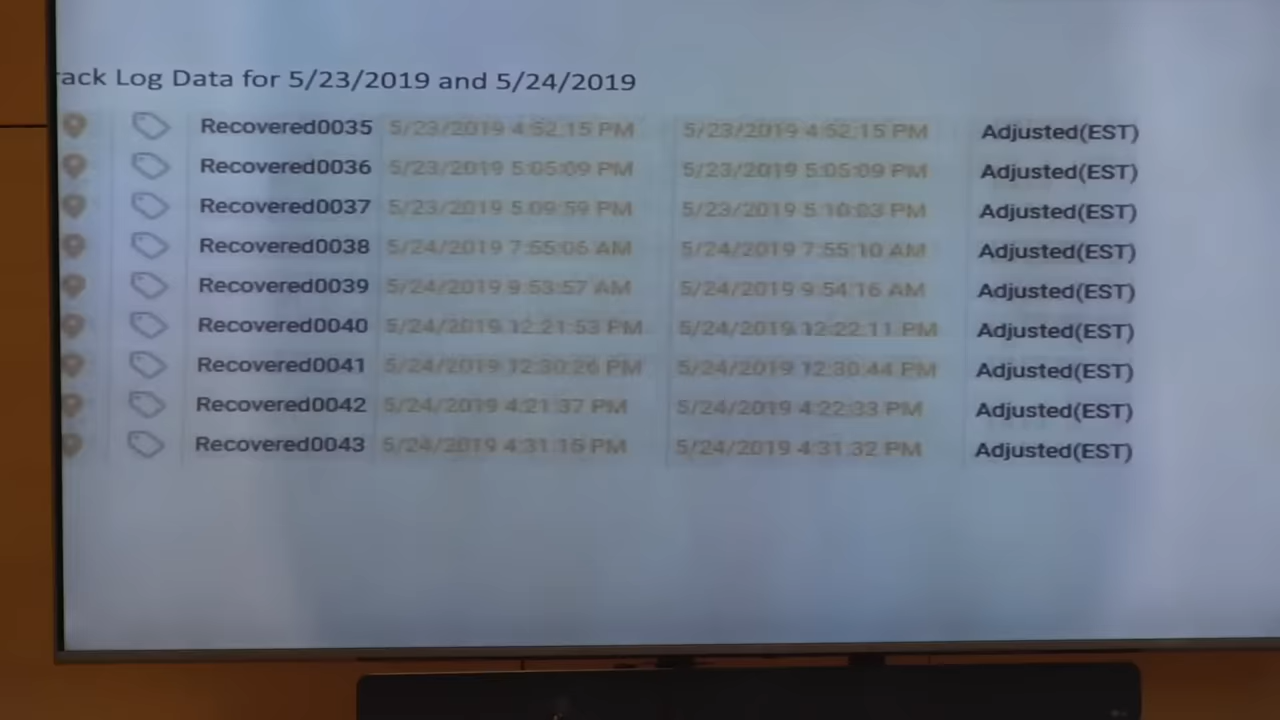 rack Log Data for 5/23/2019 and 5/24/2019
Recovered0035 5/23/2019 4:52:15 PM 5/23/2019 4:52:15 PM Adjusted(EST)
Recovered0036 5/23/2019 5:05:09 PM 5/23/2019 5:05:09 PM Adjusted(EST)
Recovered0037 5/23/2019 5:09:59 PM 5/23/2019 5:10:03 PM Adjusted(EST)
Recovered0038 5/24/2019 7:55:06 AM 5/24/2019 7:55:10 AM Adjusted(EST)
Recovered0039 5/24/2019 9:53:57 AM 5/24/2019 9:54:16 AM Adjusted(EST)
Recovered0040 5/24/2019 12:21:53 PM 5/24/2019 12:22:11 PM Adjusted(EST)
Recovered0041 5/24/2019 12:30:26 PM 5/24/2019 12:30:44 PM Adjusted(EST)
Recovered0042 5/24/2019 4:21:37 PM 5/24/2019 4:22:33 PM Adjusted(EST)
Recovered0043 5/24/2019 4:31:15 PM 5/24/2019 4:31:32 PM Adjusted(EST)